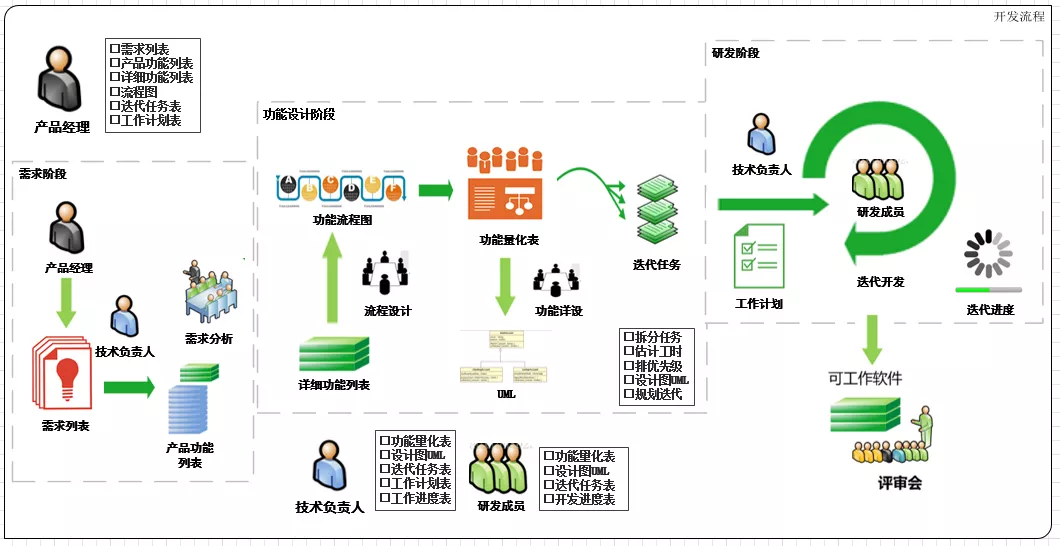 开发流程
产品经理
□需求列表
□产品功能列表
□详细功能列表
□流程图
□迭代任务表
□工作计划表
需求阶段
产品经理
技术负责人
需求分析
需求列表
产品功能
列表
功能设计阶段
A
B
C
D
E
F
功能流程图
功能量化表
迭代任务
流程设计
功能详设
详细功能列表
UML
□拆分任务
□估计工时
□排优先级
□设计图UML
□规划迭代
研发阶段
技术负责人
研发成员
工作计划
迭代开发
迭代进度
可工作软件
评审会
技术负责人
□功能量化表
□设计图UML
□迭代任务表
□工作计划表
□工作进度表
研发成员
□功能量化表
□设计图UML
□迭代任务表
□开发进度表